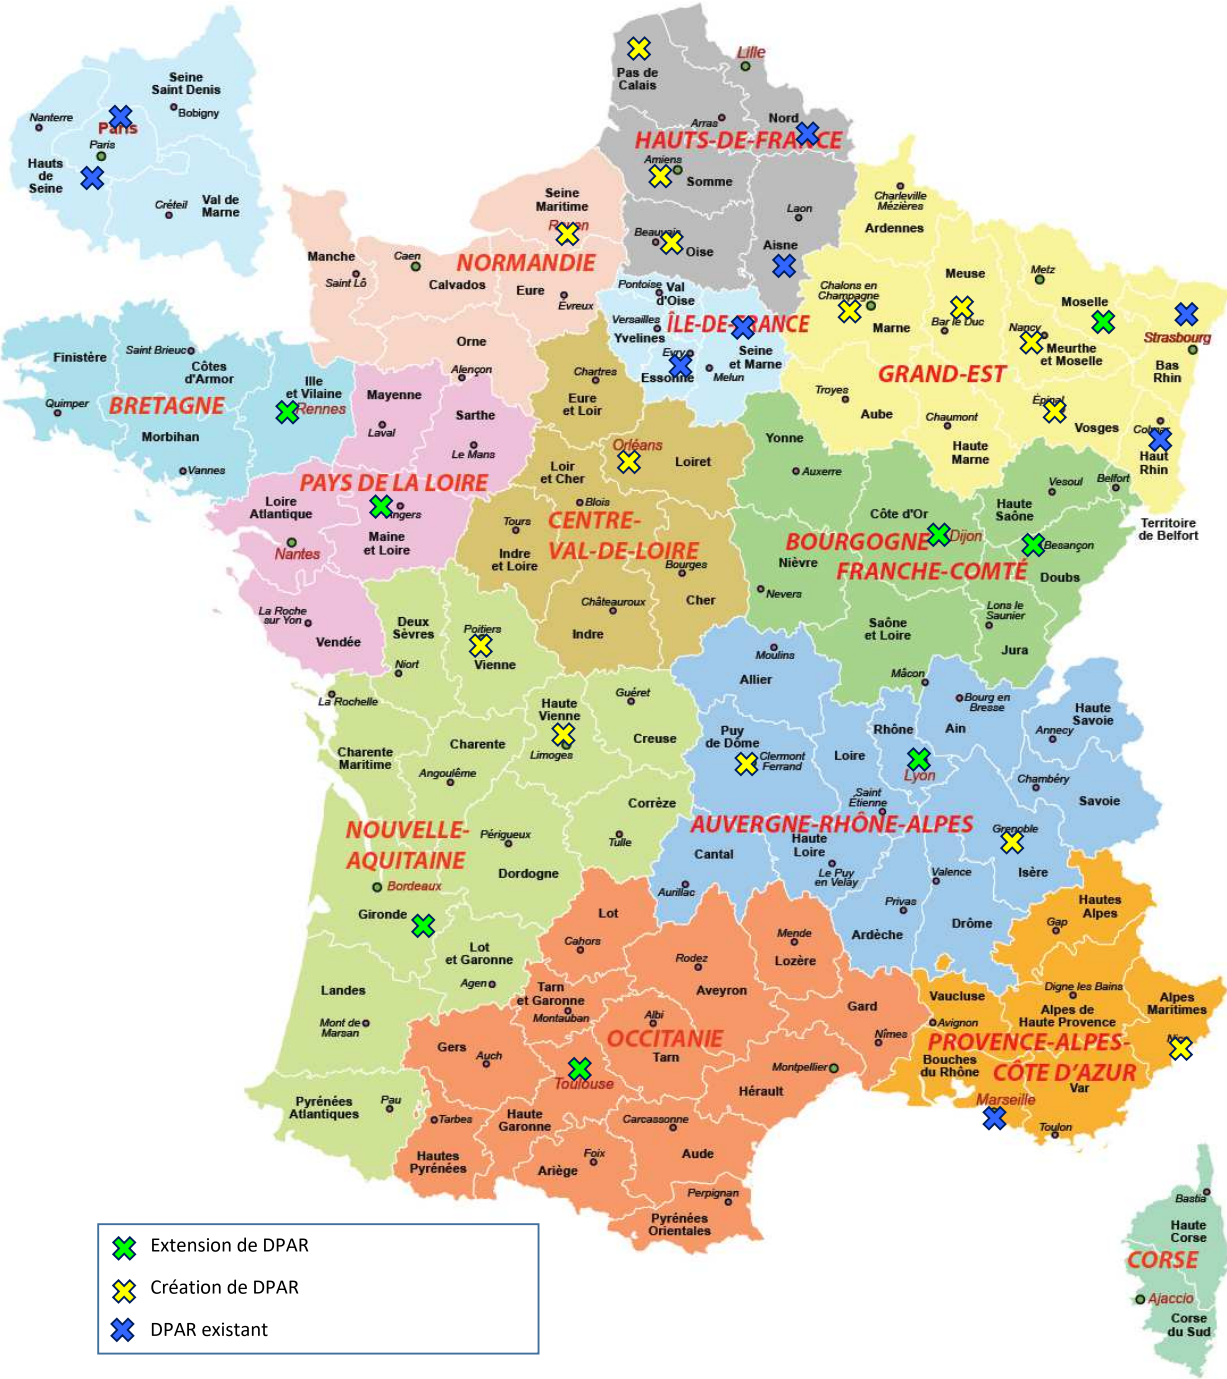 Seine
Saint Denis
Bobigny
Nanterre
Paris
Paris
Hauts
de
Seine
Créteil
Val de
Marne
Lille
Pas de
Calais
Arras
Nord
HAUTS-DE-FRANCE
Amiens
Somme
Laon
Beauvais
Oise
Aisne
Seine
Maritime
Rouen
NORMANDIE
Manche
Saint Lô
Caen
Calvados
Eure
Evreux
Orne
Alençon
Charleville
Mézières
Ardennes
Chalons en
Champagne
Marne
Meuse
Bar le Duc
Metz
Moselle
Nancy
Meurthe
et Moselle
Strasbourg
Bas
Rhin
GRAND-EST
Troyes
Aube
Chaumont
Haute
Marne
Épinal
Vosges
Colmar
Haut
Rhin
Territoire
de Belfort
Pontoise
Val
d'Oise
Versailles
Yvelines
ÎLE-DE-FRANCE
Evry
Essonne
Melun
Seine
et Marne
Finistère
Quimper
Saint Brieuc
Côtes
d'Armor
BRETAGNE
Ille
et Vilaine
Rennes
Morbihan
Vannes
Mayenne
Laval
Sarthe
Le Mans
PAYS DE LA LOIRE
Loire
Atlantique
Nantes
Angers
Maine
et Loire
La Roche
sur Yon
Vendée
Chartres
Eure
et Loir
Orléans
Loiret
Loir
et Cher
Blois
Tours
Indre
et Loire
CENTRE-
VAL-DE-LOIRE
Bourges
Cher
Châteauroux
Indre
Yonne
Auxerre
Côte d'Or
Dijon
Vesoul
Haute
Saône
Belfort
BOURGOGNE
FRANCHE-COMTÉ
Besançon
Doubs
Nièvre
Nevers
Saône
et Loire
Mâcon
Lons le
Saunier
Jura
Deux
Sèvres
Niort
Poitiers
Vienne
La Rochelle
Charente
Maritime
Charente
Angoulême
Haute
Vienne
Limoges
Guéret
Creuse
Corrèze
Tulle
NOUVELLE-
AQUITAINE
Périgueux
Dordogne
Bordeaux
Gironde
Lot
et Garonne
Agen
Landes
Mont de
Marsan
Pyrénées
Atlantiques
Pau
Moulins
Allier
Puy
de Dôme
Clermont
Ferrand
Loire
Rhône
Lyon
Ain
Bourg en
Bresse
Haute
Savoie
Annecy
Chambéry
Savoie
Saint
Étienne
AUVERGNE-RHÔNE-ALPES
Grenoble
Isère
Cantal
Aurillac
Haute
Loire
Le Puy
en Velay
Valence
Privas
Ardèche
Drôme
Lot
Cahors
Rodez
Aveyron
Mende
Lozère
Tarn
et Garonne
Montauban
Albi
Tarn
OCCITANIE
Gard
Nîmes
Gers
Auch
Toulouse
Montpellier
Hérault
Tarbes
Hautes
Pyrénées
Haute
Garonne
Foix
Ariège
Carcassonne
Aude
Perpignan
Pyrénées
Orientales
Hautes
Alpes
Gap
Vaucluse
Avignon
Digne les Bains
Alpes de
Haute Provence
Alpes
Maritimes
PROVENCE-ALPES-
CÔTE D'AZUR
Bouches
du Rhône
Marseille
Var
Toulon
Bastia
Haute
Corse
CORSE
Ajaccio
Corse
du Sud
Extension de DPAR
Création de DPAR
DPAR existant